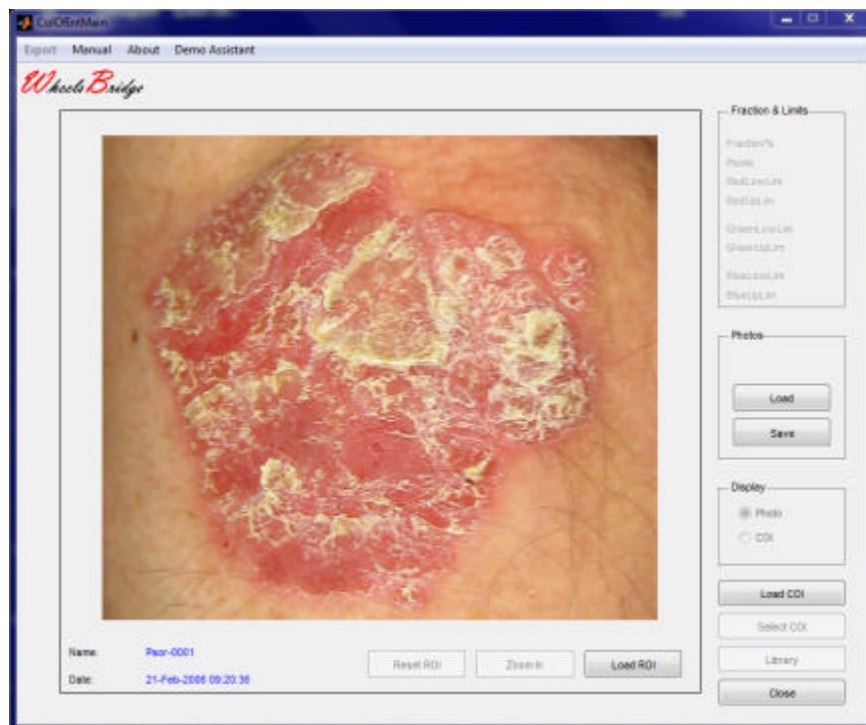 ColOfEntMain
Export Manual About Demo Assistant
WheelsBridge
Fraction & Limits
Fraction%
Pixels
RedLowLim
RedUpLim
GreenLowLim
GreenUpLim
BlueLowLim
BlueUpLim
Photos
Load
Save
Display
Photo
COI
Load COI
Select COI
Library
Close
Name: Psor-0001
Date: 21-Feb-2006 09:20:36
Reset ROI Zoom In Load ROI